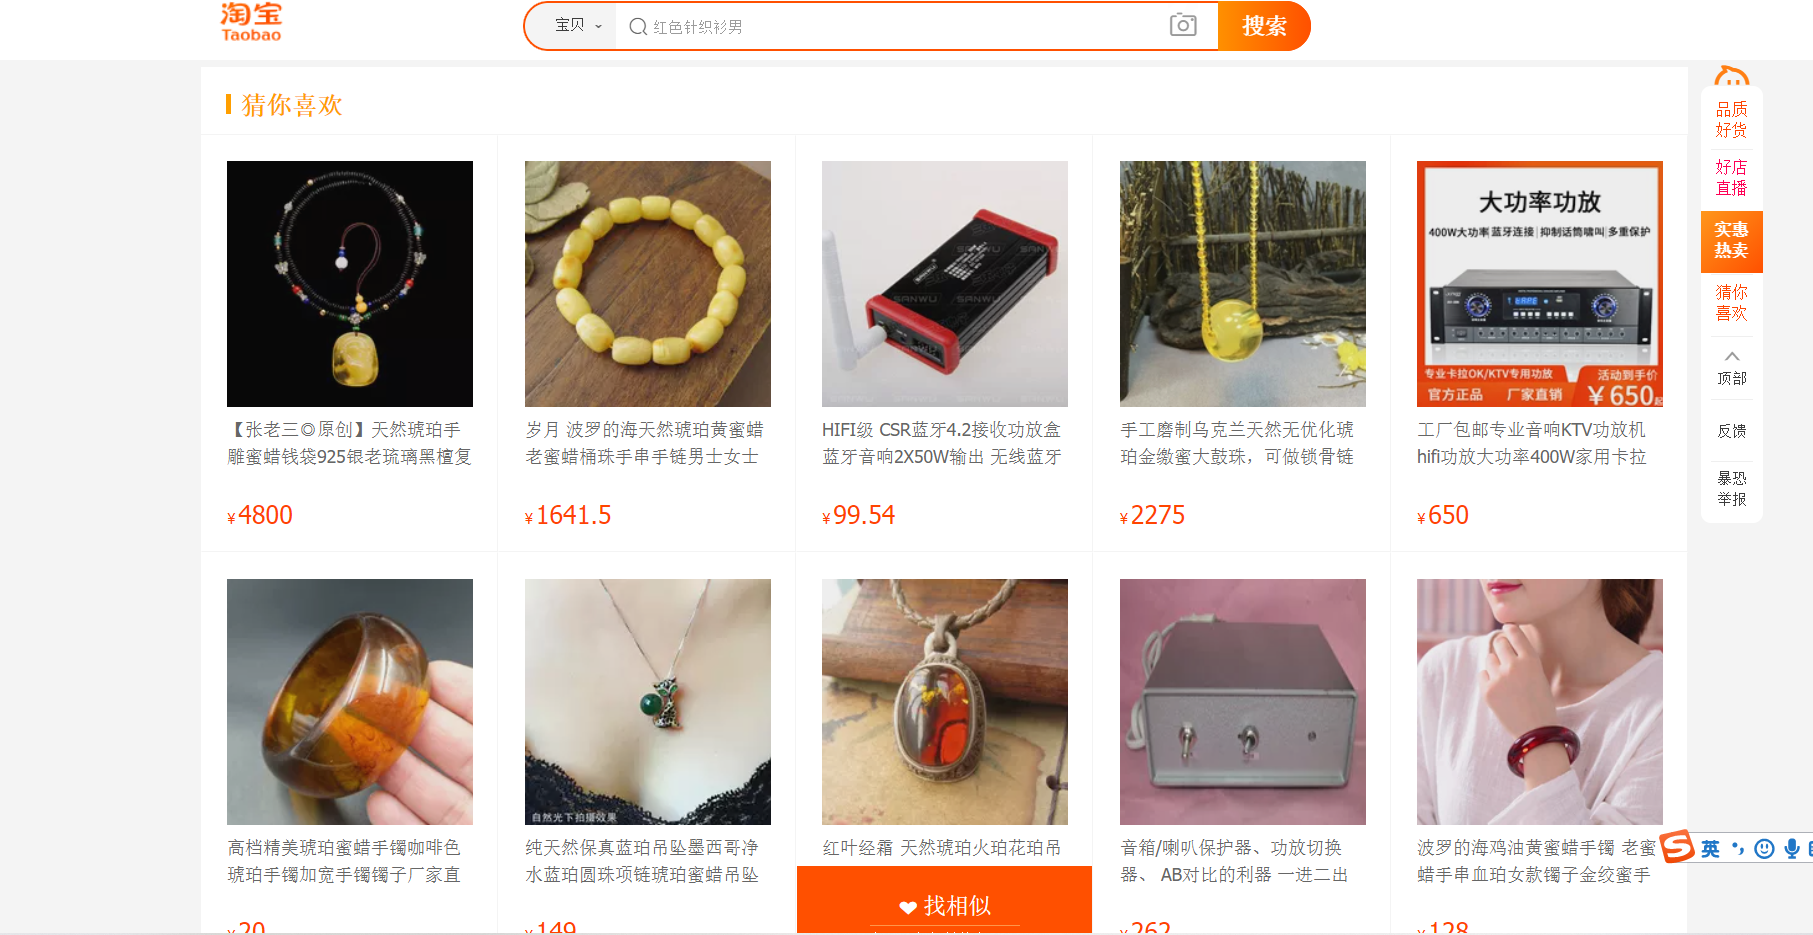 淘宝
Taobao
宝贝
红色针织衫男
搜索
猜你喜欢
品质
好货
好店
直播
实惠
热卖
猜你
喜欢
顶部
反馈
暴恐
举报
SANWU
SANWU
SANWU
SANWU
SANWU
大功率功放
400W大功率 蓝牙连接 抑制话筒啸叫 多重保护
专业卡拉OK/KTV专用功放
官方正品 厂家直销
活动到手价
¥650起
【张老三◎原创】天然琥珀手
雕蜜蜡钱袋925银老琉璃黑檀复
¥4800
岁月 波罗的海天然琥珀黄蜜蜡
老蜜蜡桶珠手串手链男士女士
¥1641.5
HIFI级 CSR蓝牙4.2接收功放盒
蓝牙音响2X50W输出 无线蓝牙
¥99.54
手工磨制乌克兰天然无优化琥
珀金缴蜜大鼓珠，可做锁骨链
¥2275
工厂包邮专业音响KTV功放机
hifi功放大功率400W家用卡拉
¥650
自然光下拍摄效果
高档精美琥珀蜜蜡手镯咖啡色
琥珀手镯加宽手镯镯子厂家直
¥20
纯天然保真蓝珀吊坠墨西哥净
水蓝珀圆珠项链琥珀蜜蜡吊坠
¥149
红叶经霜 天然琥珀火珀花珀吊
找相似
音箱/喇叭保护器、功放切换
器、 AB对比的利器 一进二出
¥262
波罗的海鸡油黄蜜蜡手镯 老蜜
蜡手串血珀女款镯子金绞蜜手
¥128
英